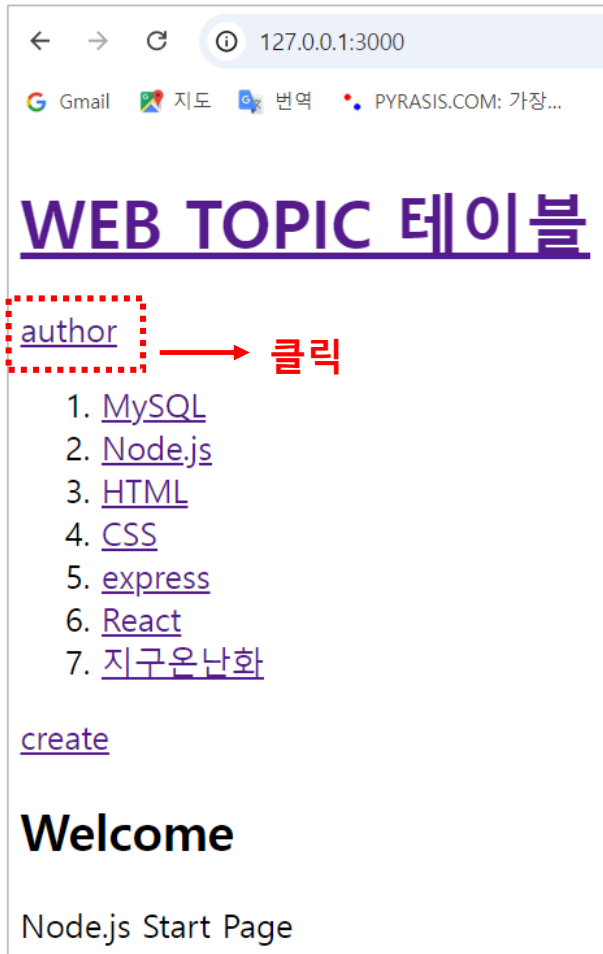 127.0.0.1:3000
Gmail 지도 번역 PYRASIS.COM: 가장...
WEB TOPIC 테이블
author
클릭
1. MySQL
2. Node.js
3. HTML
4. CSS
5. express
6. React
7. 지구온난화
create
Welcome
Node.js Start Page